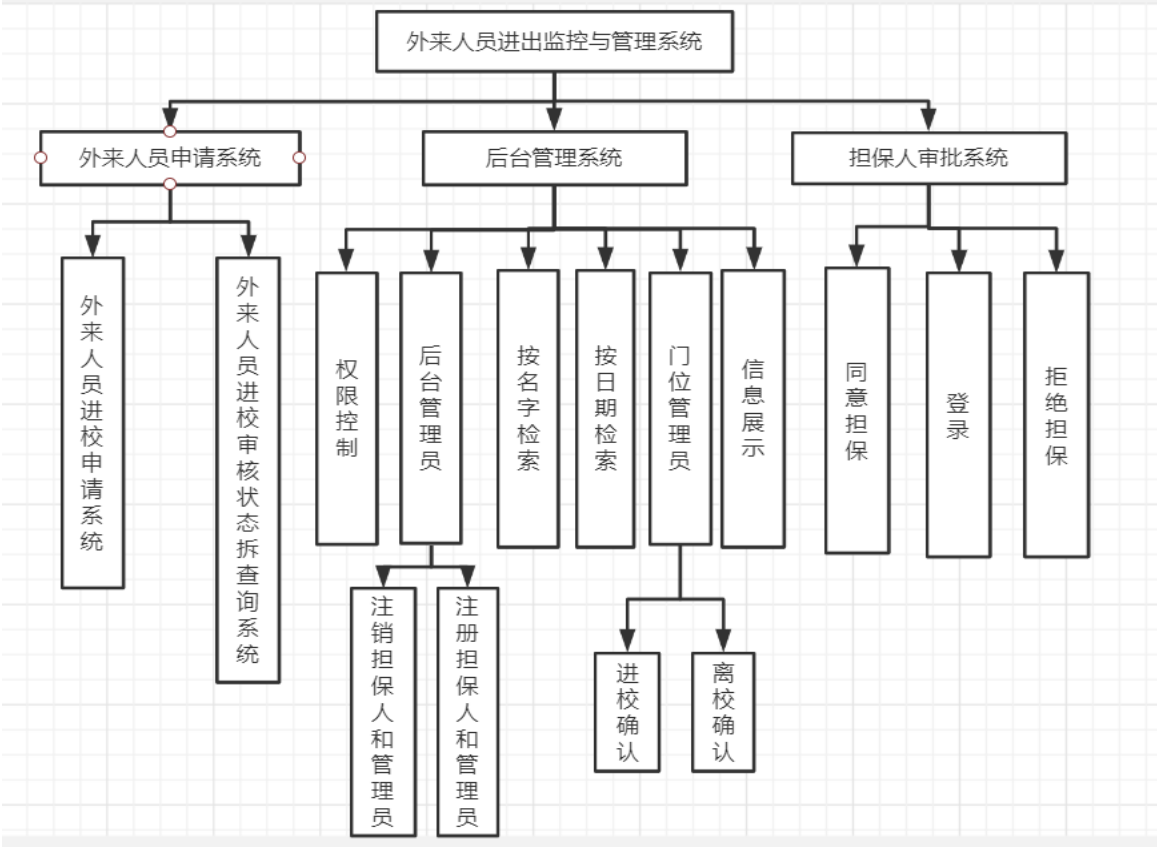 外来人员进出监控与管理系统
外来人员申请系统
后台管理系统
担保人审批系统
外来人员进校申请系统
外来人员进校审核状态拆查询系统
权限控制
后台管理员
按名字检索
按日期检索
门位管理员
信息展示
同意担保
登录
拒绝担保
注销担保人和管理员
注册担保人和管理员
进校确认
离校确认